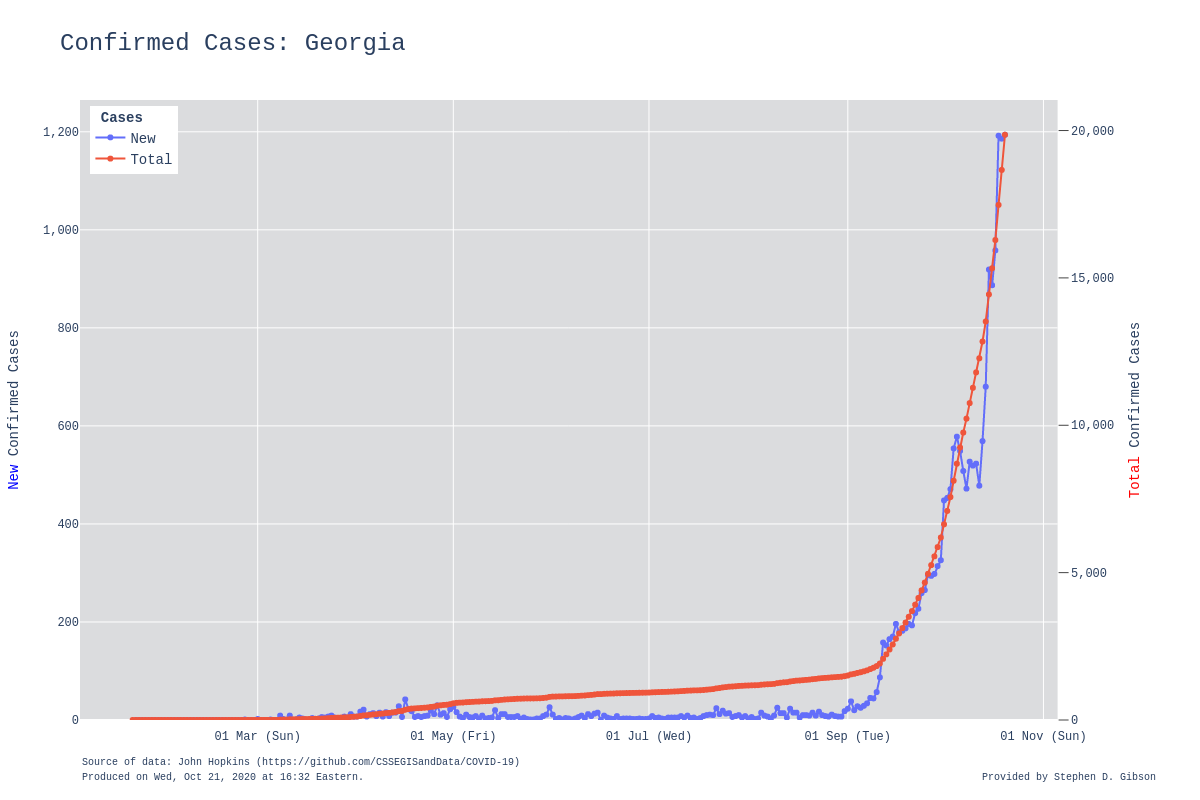 Confirmed Cases: Georgia
Cases
New
Total
1,200
1,000
800
600
400
200
0
20,000
15,000
10,000
5,000
0
New Confirmed Cases
Total Confirmed Cases
01 Mar (Sun)
01 May (Fri)
01 Jul (Wed)
01 Sep (Tue)
01 Nov (Sun)
Source of data: John Hopkins (https://github.com/CSSEGISandData/COVID-19)
Produced on Wed, Oct 21, 2020 at 16:32 Eastern.
Provided by Stephen D. Gibson